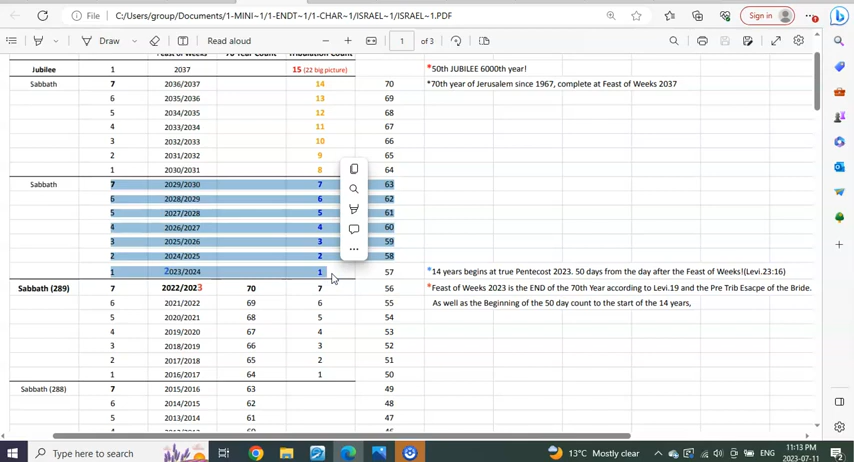 File C:/Users/group/Documents/1-MINI~1/1-ENDT~1/1-CHAR~1/ISRAEL~1/ISRAEL~1.PDF Sign in
Draw Read aloud 1 of 3
Feast of Weeks 70 Year Count Tribulation Count
Jubilee 1 2037 15 (22 big picture) *50th JUBILEE 6000th year!
Sabbath 7 2036/2037 14 70 *70th year of Jerusalem since 1967, complete at Feast of Weeks 2037
6 2035/2036 13 69
5 2034/2035 12 68
4 2033/2034 11 67
3 2032/2033 10 66
2 2031/2032 9 65
1 2030/2031 8 64
Sabbath 7 2029/2030 7 63
6 2028/2029 6 62
5 2027/2028 5 61
4 2026/2027 4 60
3 2025/2026 3 59
2 2024/2025 2 58
1 2023/2024 1 57 *14 years begins at true Pentecost 2023. 50 days from the day after the Feast of Weeks!(Levi.23:16)
Sabbath (289) 7 2022/2023 70 7 56 *Feast of Weeks 2023 is the END of the 70th Year according to Levi.19 and the Pre Trib Esacpe of the Bride.
6 2021/2022 69 6 55 As well as the Beginning of the 50 day count to the start of the 14 years,
5 2020/2021 68 5 54
4 2019/2020 67 4 53
3 2018/2019 66 3 52
2 2017/2018 65 2 51
1 2016/2017 64 1 50
Sabbath (288) 7 2015/2016 63 49
6 2014/2015 62 48
5 2013/2014 61 47
Type here to search 13°C Mostly clear ENG 11:13 PM
2023-07-11